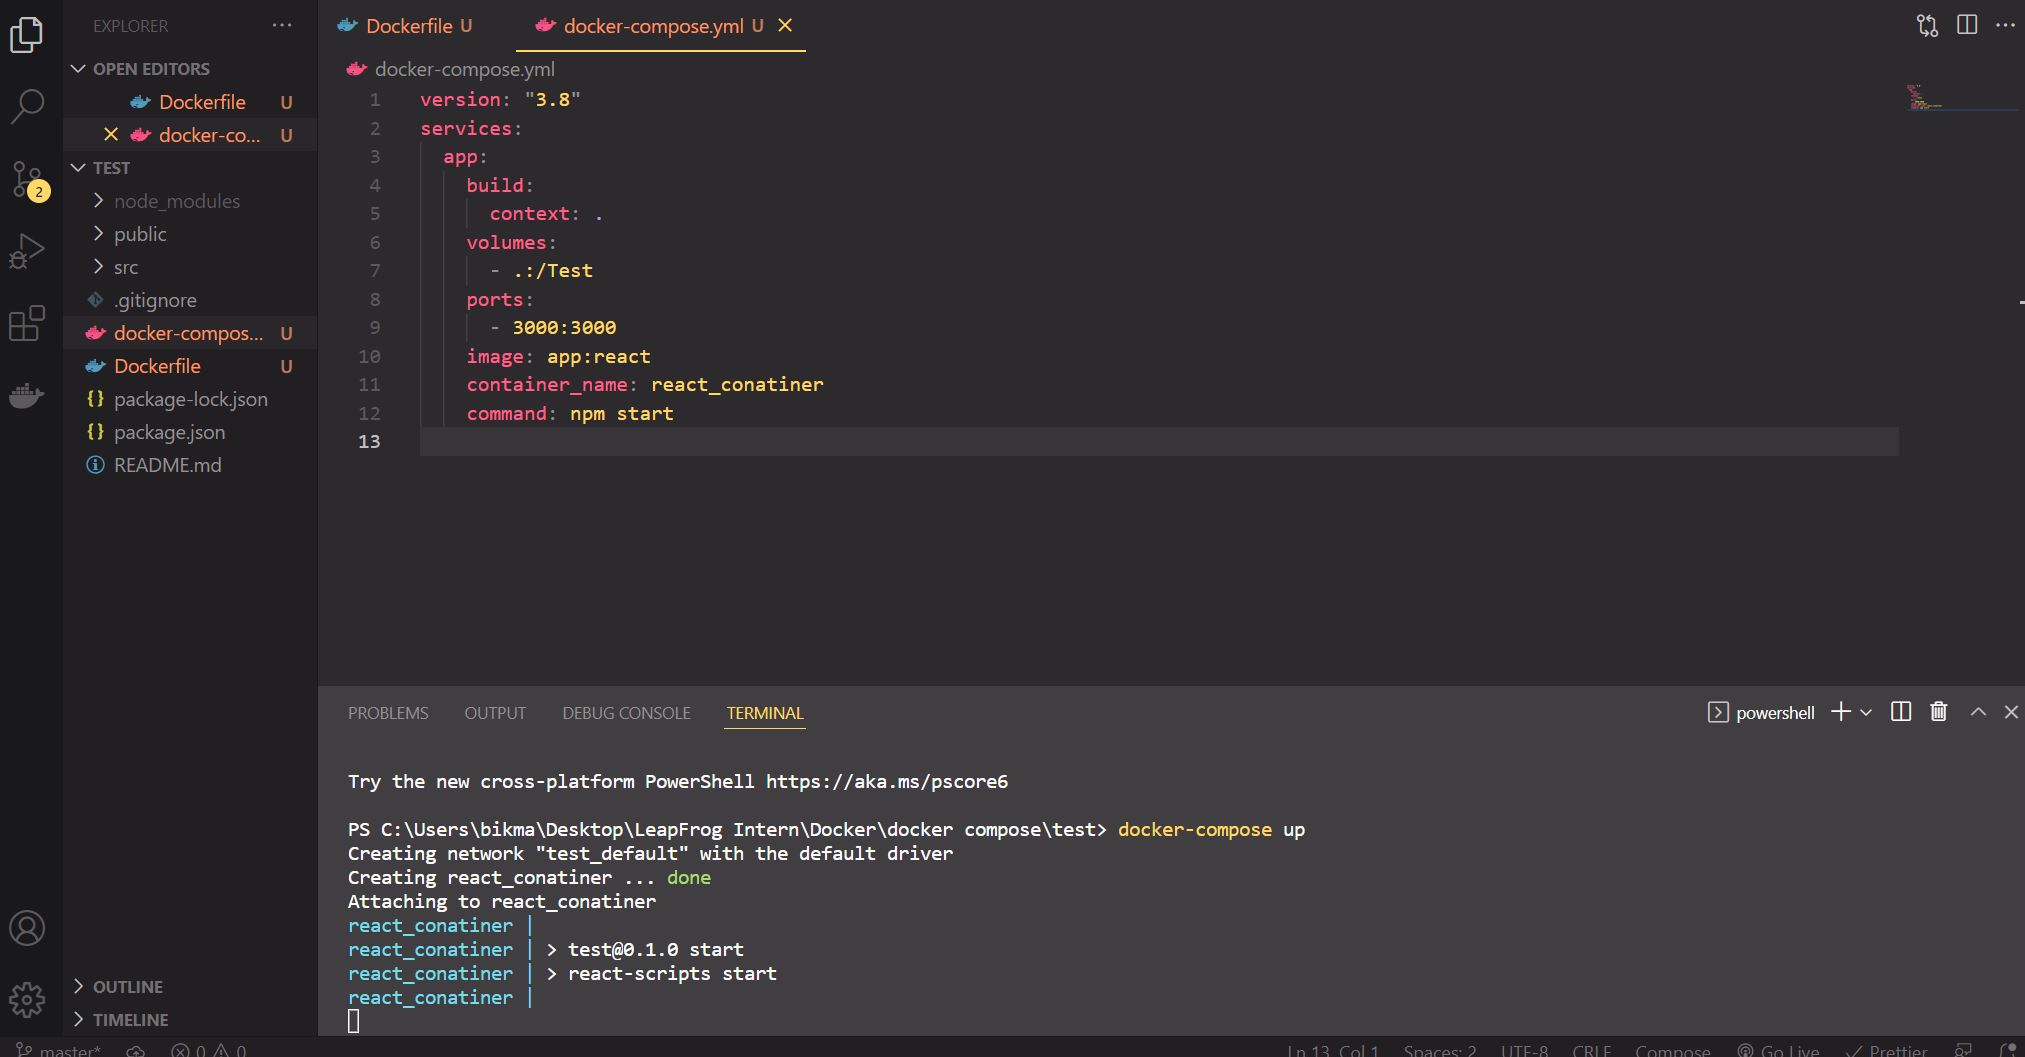 EXPLORER
OPEN EDITORS
Dockerfile U
docker-co... U
TEST
node_modules
public
src
.gitignore
docker-compos... U
Dockerfile U
package-lock.json
package.json
README.md
OUTLINE
TIMELINE
2
Dockerfile U
docker-compose.yml U
docker-compose.yml
1 version: "3.8"
2 services:
3 app:
4 build:
5 context: .
6 volumes:
7 - .:/Test
8 ports:
9 - 3000:3000
10 image: app:react
11 container_name: react_conatiner
12 command: npm start
13
PROBLEMS OUTPUT DEBUG CONSOLE TERMINAL
powershell
Try the new cross-platform PowerShell https://aka.ms/pscore6
PS C:\Users\bikma\Desktop\LeapFrog Intern\Docker\docker compose\test> docker-compose up
Creating network "test_default" with the default driver
Creating react_conatiner ... done
Attaching to react_conatiner
react_conatiner |
react_conatiner | > test@0.1.0 start
react_conatiner | > react-scripts start
react_conatiner |
master* 0 0 Ln 13, Col 1 Spaces: 2 UTF-8 CRLF Compose Go Live Prettier